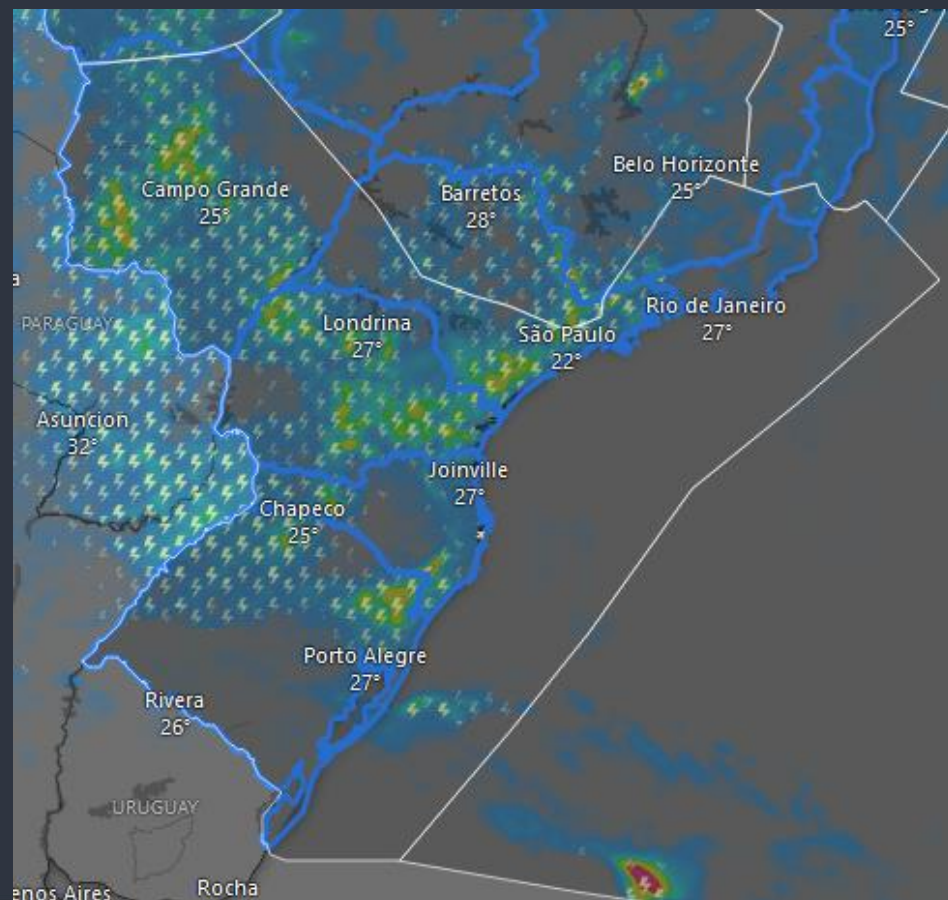 25°
Belo Horizonte
25°
Campo Grande
25°
Barretos
28°
a
PARAGUAY
Londrina
27°
São Paulo
22°
Rio de Janeiro
27°
Asuncion
32°
Joinville
27°
Chapeco
25°
Porto Alegre
27°
Rivera
26°
URUGUAY
enos Aires
Rocha